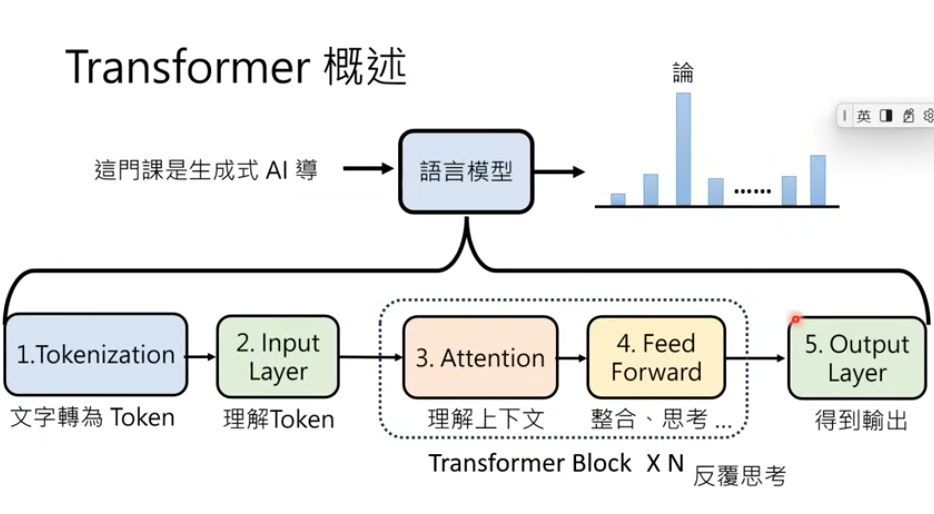 Transformer 概述
論
英
這門課是生成式 AI 導
語言模型
......
1.Tokenization
2. Input
Layer
3. Attention
4. Feed
Forward
5. Output
Layer
文字轉為 Token
理解Token
理解上下文
整合、思考 ...
得到輸出
Transformer Block X N
反覆思考